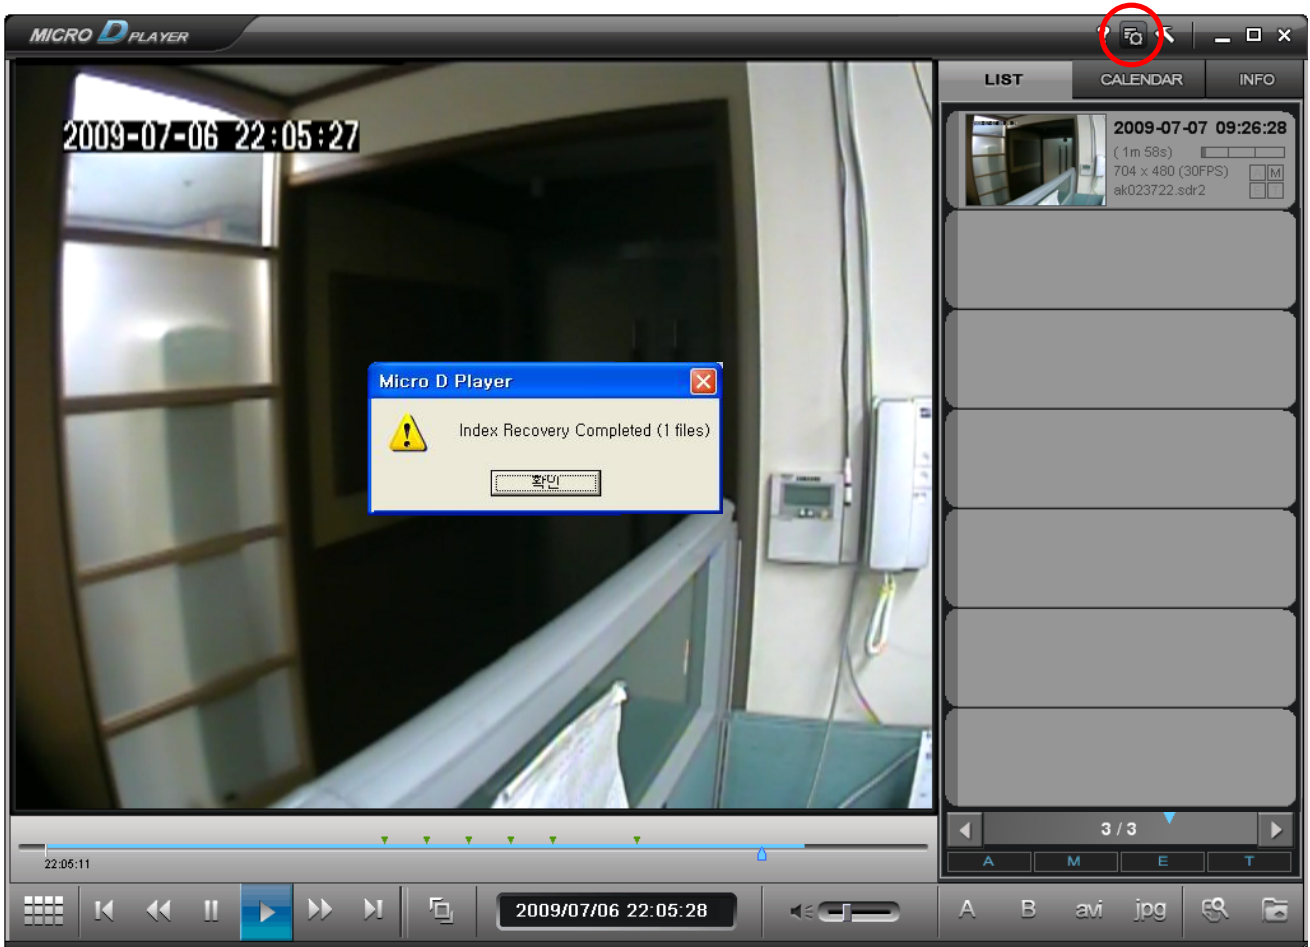 MICRO D PLAYER
?
LIST
CALENDAR
INFO
2009-07-06 22:05:27
2009-07-07 09:26:28
( 1m 58s)
704 x 480 (30FPS)
M
ak023722.sdr2
Micro D Player
Index Recovery Completed (1 files)
확인
3 / 3
22:05:11
A M E T
2009/07/06 22:05:28
A B avi jpg